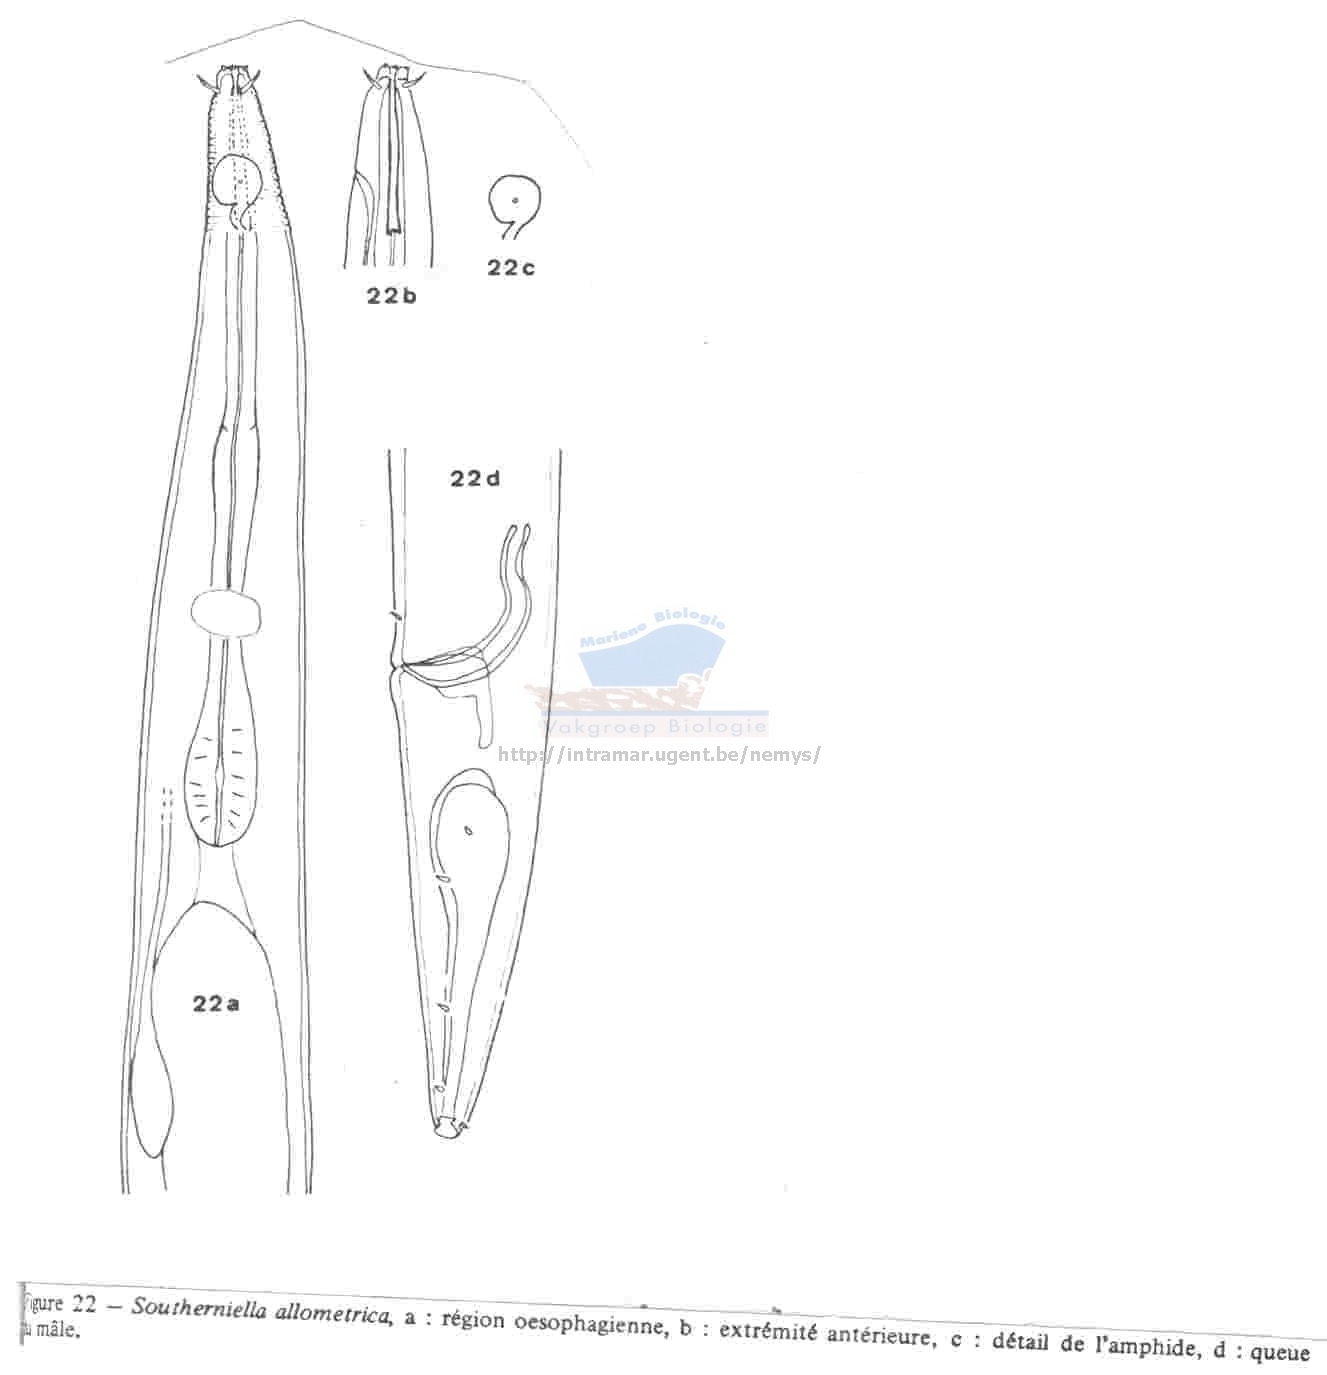 22b
22c
22d
Mariene Biologie
Vakgroep Biologie
http://intramar.ugent.be/nemys/
22a
igure 22 – Southerniella allometrica, a : région oesophagienne, b : extrémité antérieure, c : détail de l'amphide, d : queue
mâle.